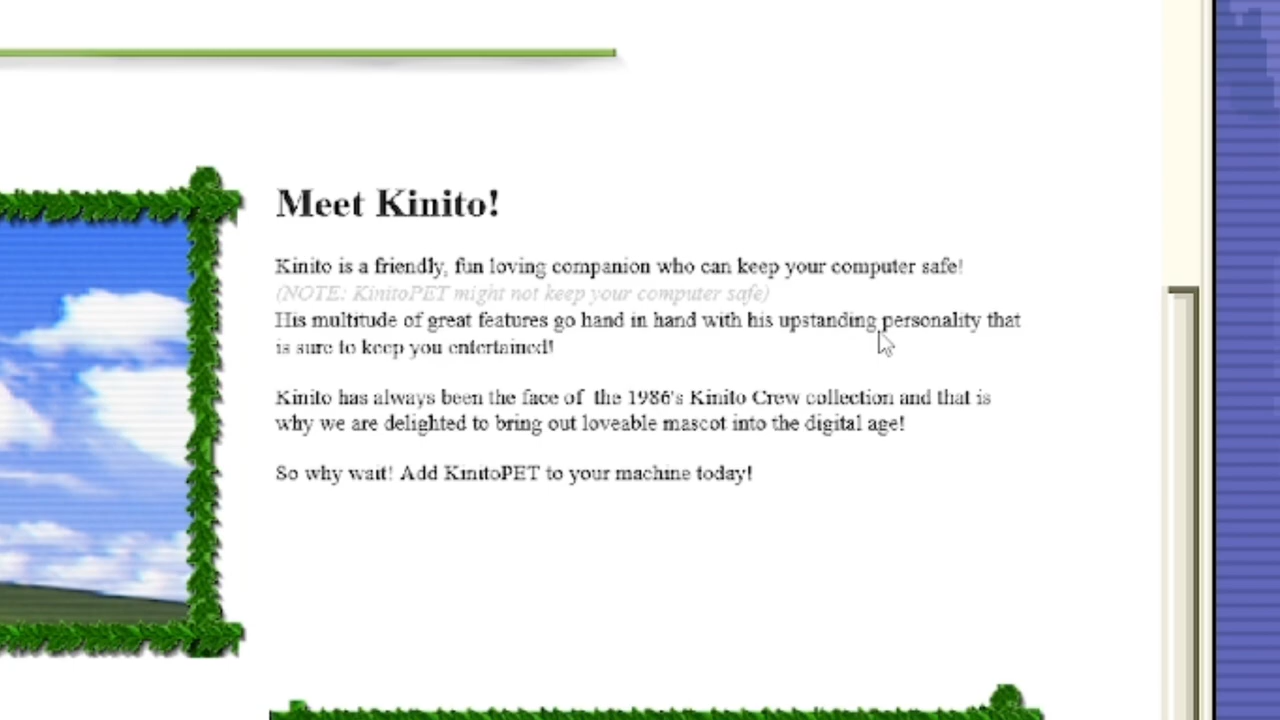 Meet Kinito!
Kinito is a friendly, fun loving companion who can keep your computer safe!
(NOTE: KinitoPET might not keep your computer safe)
His multitude of great features go hand in hand with his upstanding personality that
is sure to keep you entertained!
Kinito has always been the face of  the 1986's Kinito Crew collection and that is
why we are delighted to bring out loveable mascot into the digital age!
So why wait! Add KinitoPET to your machine today!